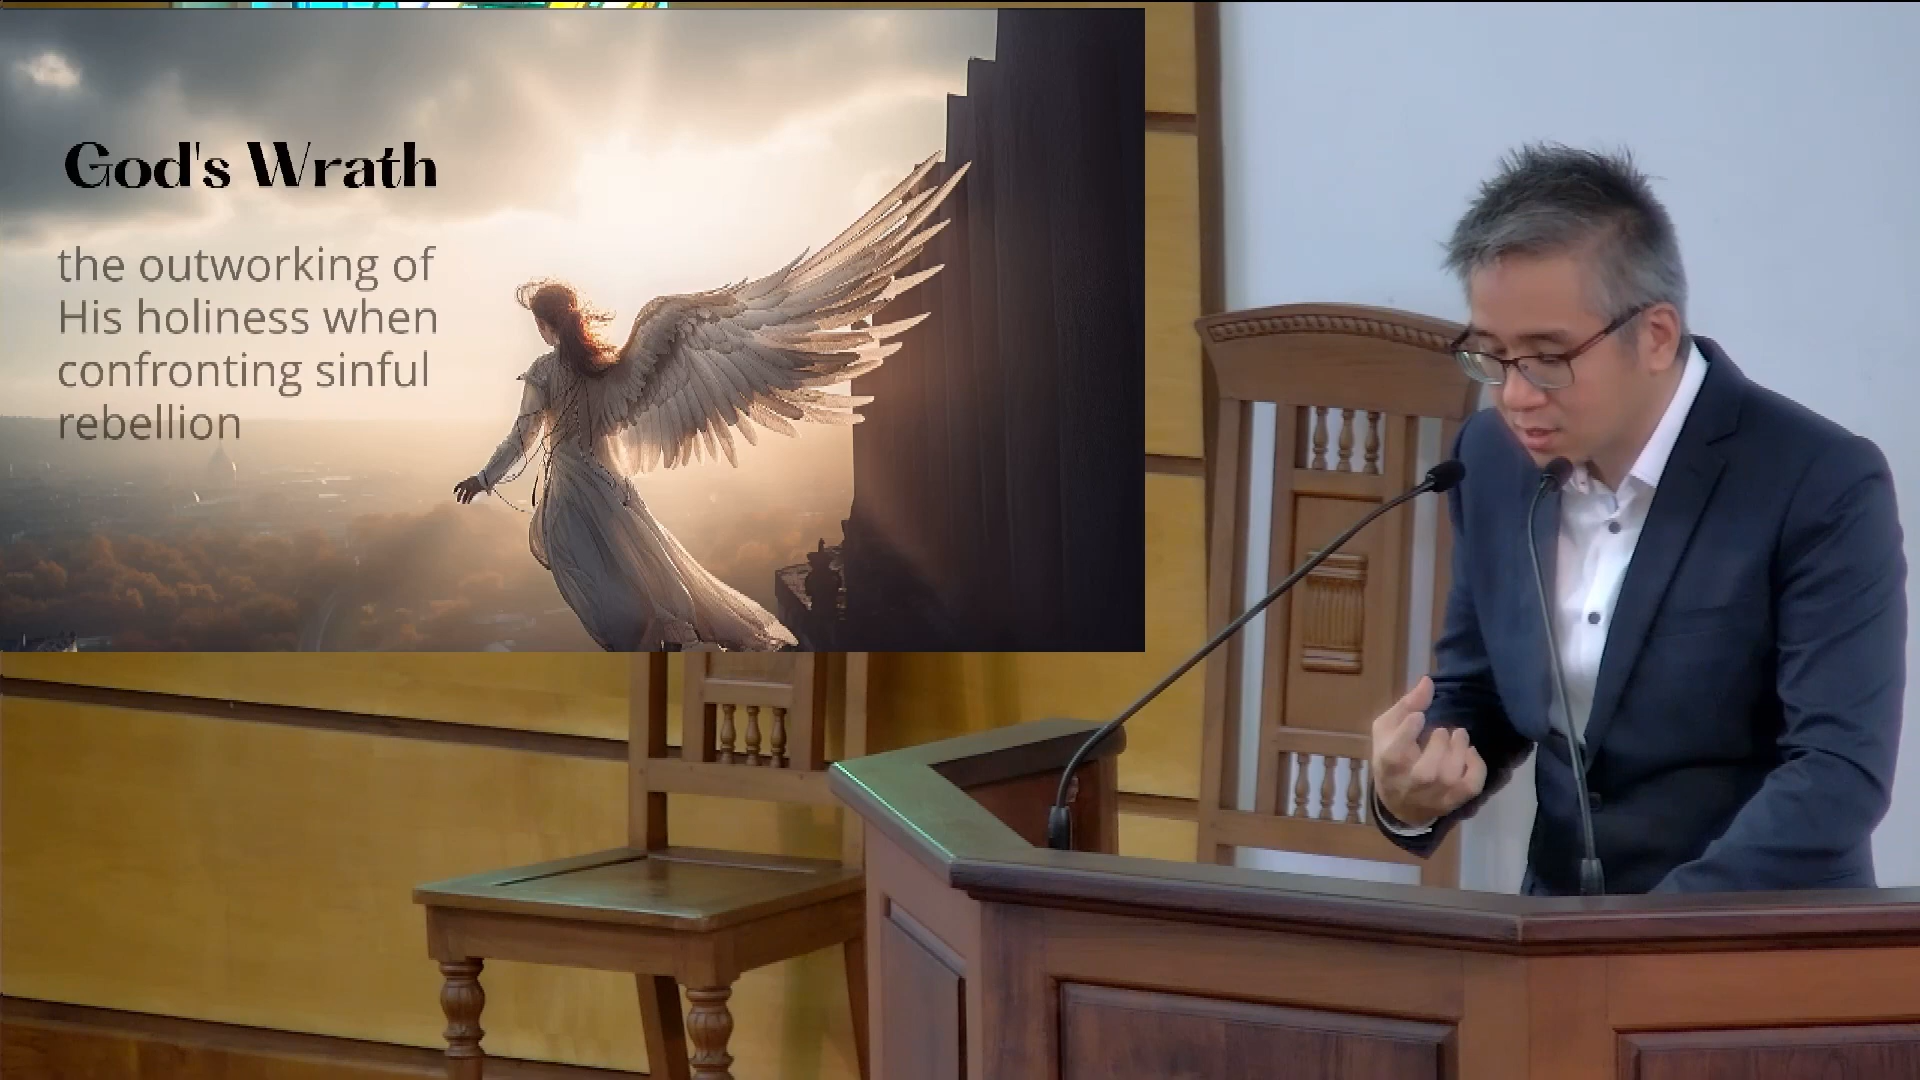 God's Wrath
the outworking of
His holiness when
confronting sinful
rebellion